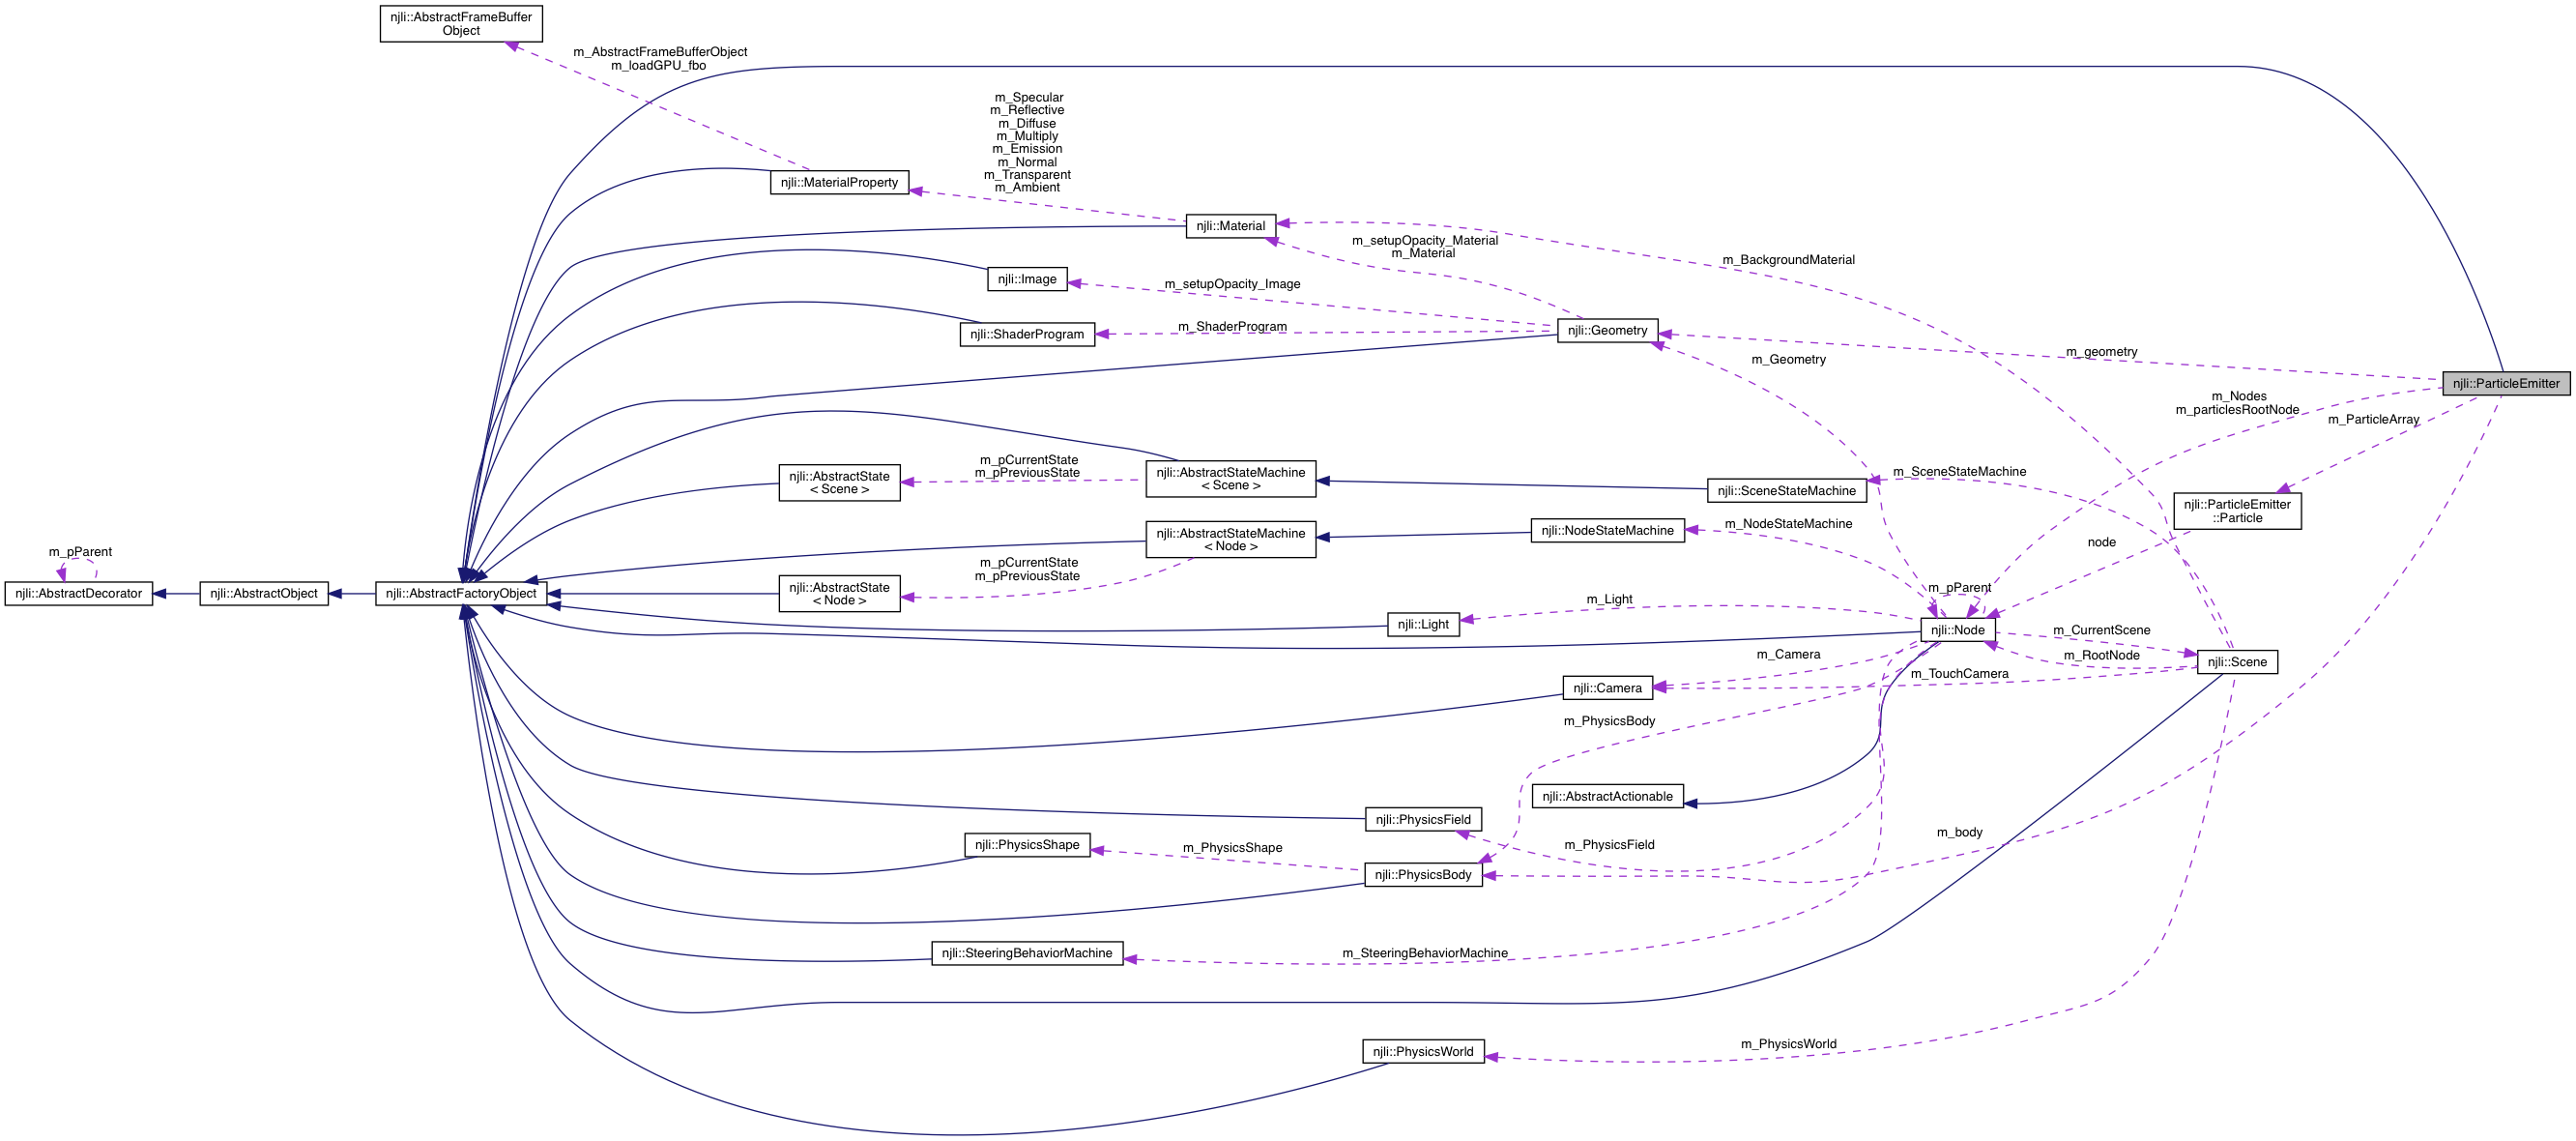 njli::AbstractFrameBuffer
Object
m_AbstractFrameBufferObject
m_loadGPU_fbo
m_Specular
m_Reflective
m_Diffuse
m_Multiply
m_Emission
m_Normal
m_Transparent
m_Ambient
njli::MaterialProperty
njli::Material
m_setupOpacity_Material
m_Material
m_BackgroundMaterial
njli::Image
m_setupOpacity_Image
njli::ShaderProgram
m_ShaderProgram
njli::Geometry
m_Geometry
m_geometry
njli::ParticleEmitter
m_Nodes
m_particlesRootNode
m_ParticleArray
njli::AbstractState
< Scene >
m_pCurrentState
m_pPreviousState
njli::AbstractStateMachine
< Scene >
njli::SceneStateMachine
m_SceneStateMachine
njli::ParticleEmitter
::Particle
njli::AbstractStateMachine
< Node >
njli::NodeStateMachine
m_NodeStateMachine
node
m_pParent
njli::AbstractDecorator
njli::AbstractObject
njli::AbstractFactoryObject
njli::AbstractState
< Node >
m_pCurrentState
m_pPreviousState
m_pParent
njli::Light
m_Light
njli::Node
m_CurrentScene
m_RootNode
njli::Scene
njli::Camera
m_Camera
m_TouchCamera
m_PhysicsBody
njli::AbstractActionable
njli::PhysicsField
m_PhysicsField
m_body
njli::PhysicsShape
m_PhysicsShape
njli::PhysicsBody
njli::SteeringBehaviorMachine
m_SteeringBehaviorMachine
njli::PhysicsWorld
m_PhysicsWorld